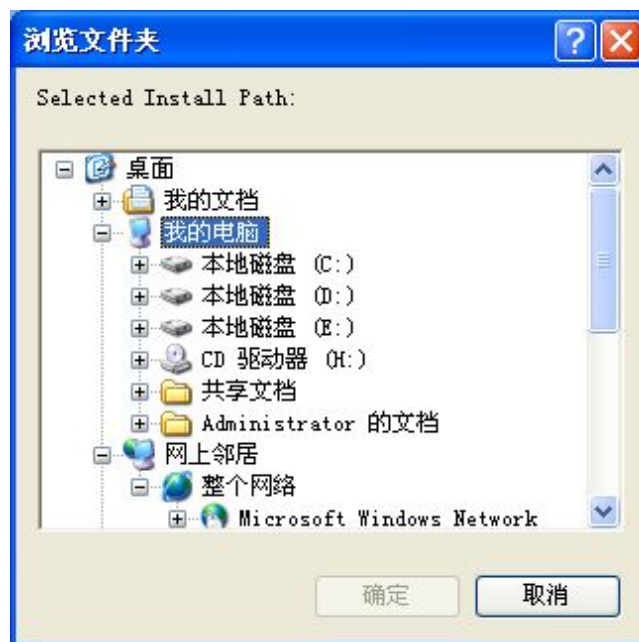 浏览文件夹
Selected Install Path:
桌面
我的文档
我的电脑
本地磁盘 (C:)
本地磁盘 (D:)
本地磁盘 (E:)
CD 驱动器 (H:)
共享文档
Administrator 的文档
网上邻居
整个网络
Microsoft Windows Network
确定 取消